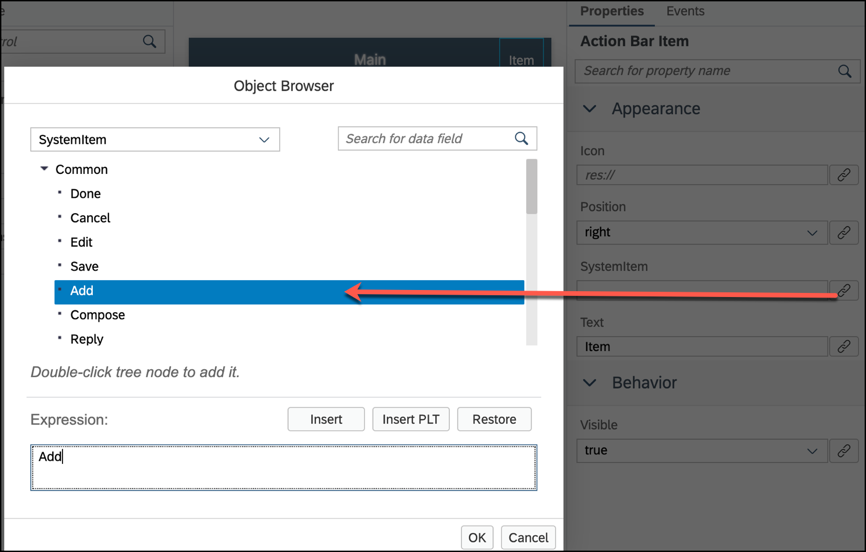 Properties
Events
Action Bar Item
Main
Item
Search for property name
Object Browser
Appearance
SystemItem
Search for data field
Icon
res://
Common
Done
Cancel
Edit
Save
Add
Compose
Reply
Position
right
SystemItem
Text
Item
Double-click tree node to add it.
Behavior
Expression:
Insert
Insert PLT
Restore
Visible
true
Add
OK
Cancel